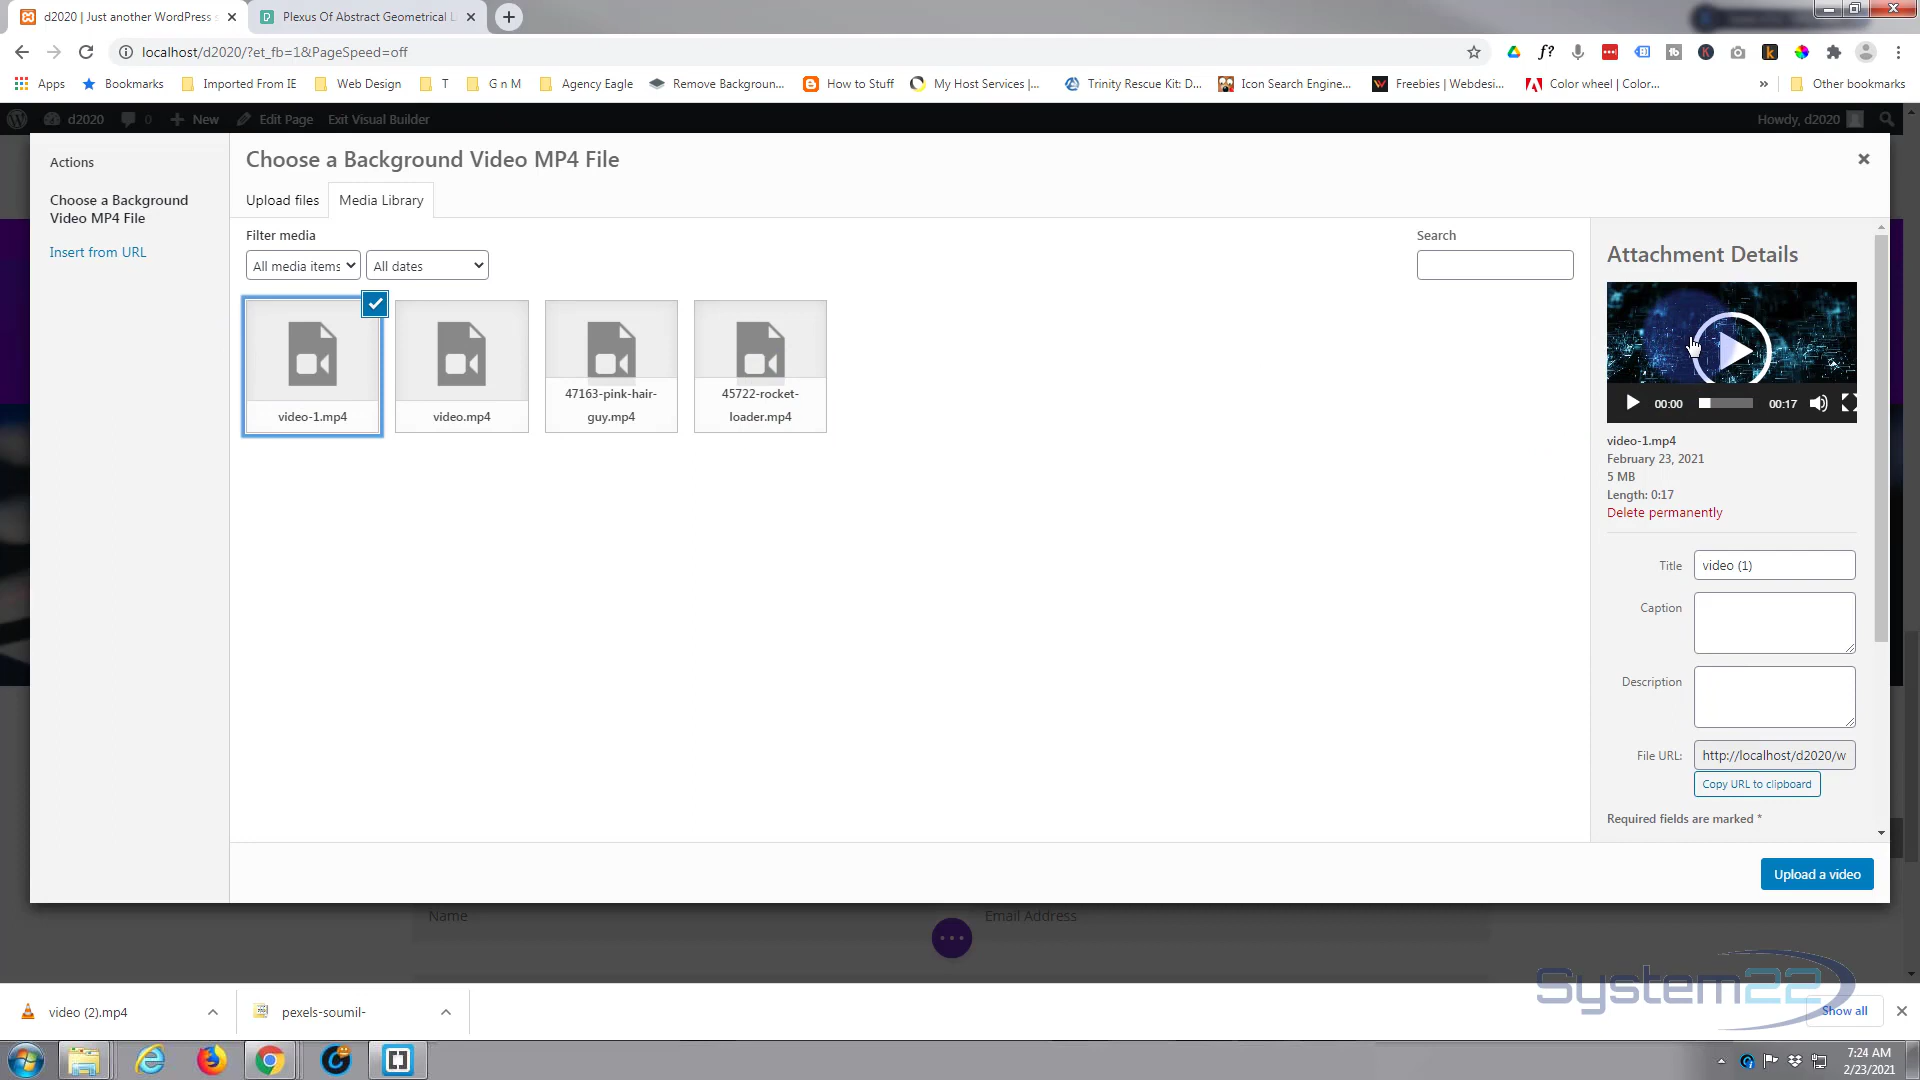 d2020 | Just another WordPress s
Plexus Of Abstract Geometrical L
localhost/d2020/?et_fb=1&PageSpeed=off
Apps
Bookmarks
Imported From IE
Web Design
T
G n M
Agency Eagle
Remove Backgroun...
How to Stuff
My Host Services |...
Trinity Rescue Kit: D...
Icon Search Engine...
Freebies | Webdesi...
Color wheel | Color...
»
Other bookmarks
d2020
0
New
Edit Page
Exit Visual Builder
Howdy, d2020
Actions
Choose a Background
Video MP4 File
Insert from URL
Choose a Background Video MP4 File
Upload files
Media Library
Filter media
All media items
All dates
Search
video-1.mp4
video.mp4
47163-pink-hair-
guy.mp4
45722-rocket-
loader.mp4
Attachment Details
00:00
00:17
video-1.mp4
February 23, 2021
5 MB
Length: 0:17
Delete permanently
Title
video (1)
Caption
Description
File URL:
http://localhost/d2020/w
Copy URL to clipboard
Required fields are marked *
Upload a video
Name
Email Address
System22
video (2).mp4
pexels-soumil-
Show all
7:24 AM
2/23/2021